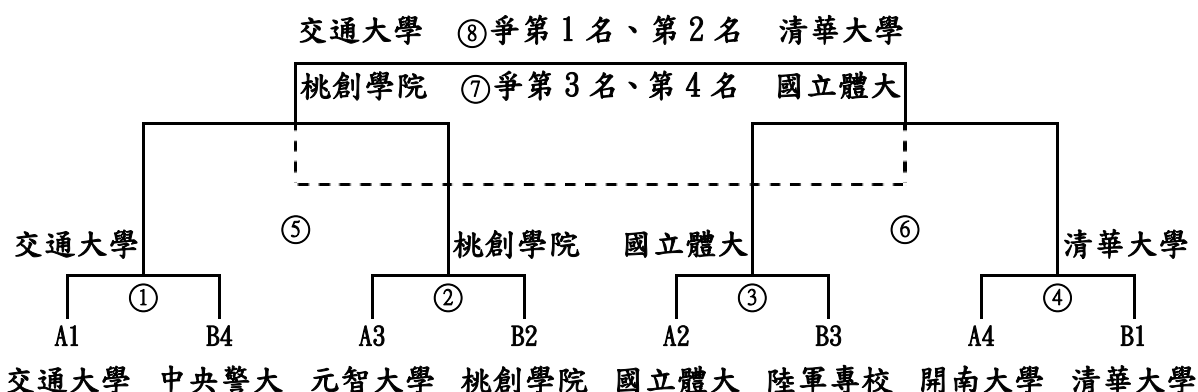 交通大學 ⑧爭第1名、第2名 清華大學
桃創學院 ⑦爭第3名、第4名 國立體大
⑤ ⑥
交通大學 桃創學院 國立體大 清華大學
① ② ③ ④
A1 B4 A3 B2 A2 B3 A4 B1
交通大學 中央警大 元智大學 桃創學院 國立體大 陸軍專校 開南大學 清華大學